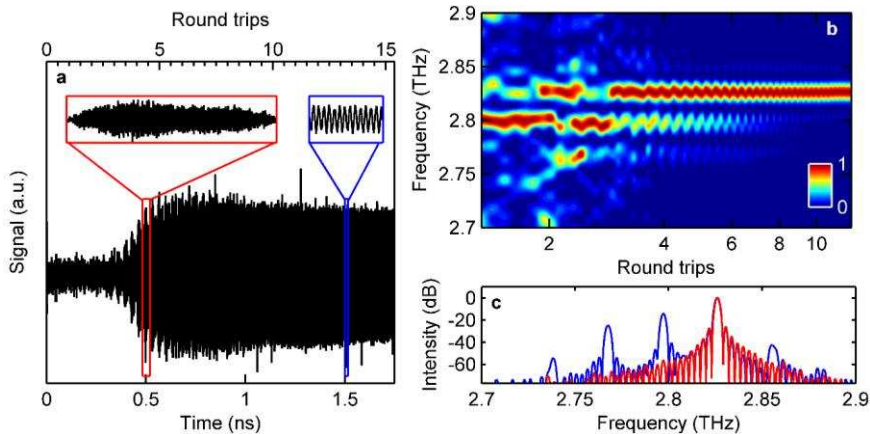 Round trips
0 5 10 15
a
Signal (a.u.)
0 0.5 1 1.5
Time (ns)
b
2.9
2.85
2.8
2.75
2.7
Frequency (THz)
1
0
2 4 6 8 10
Round trips
c
0
-20
-40
-60
Intensity (dB)
2.7 2.75 2.8 2.85 2.9
Frequency (THz)